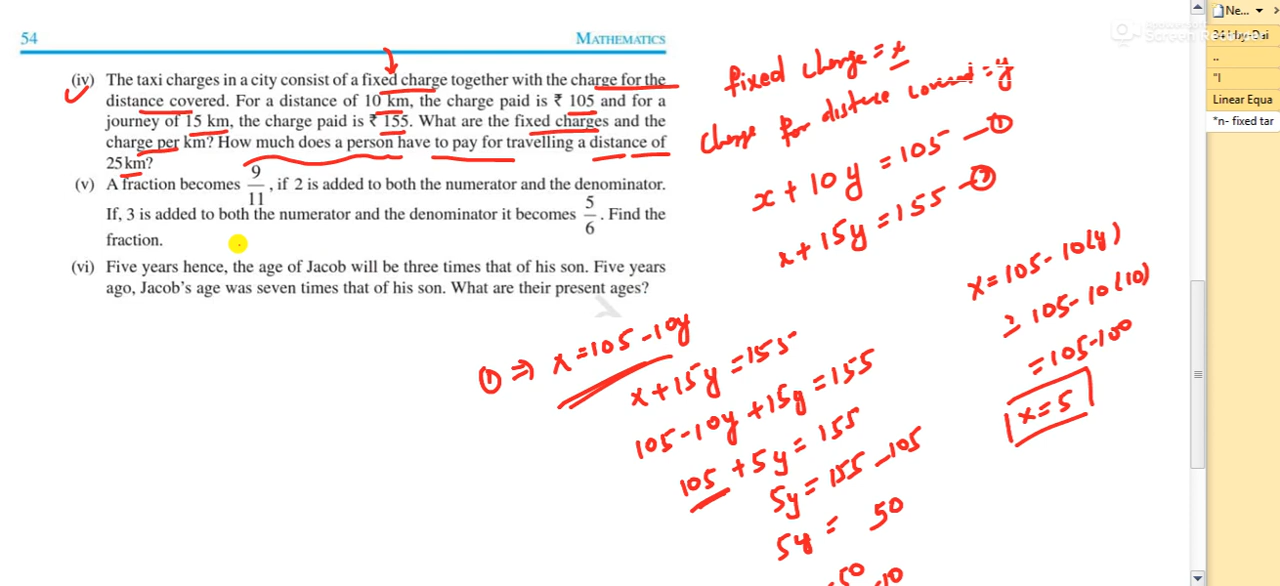 54 MATHEMATICS
(iv) The taxi charges in a city consist of a fixed charge together with the charge for the
distance covered. For a distance of 10 km, the charge paid is ₹ 105 and for a
journey of 15 km, the charge paid is ₹ 155. What are the fixed charges and the
charge per km? How much does a person have to pay for travelling a distance of
25 km?
(v) A fraction becomes 9/11, if 2 is added to both the numerator and the denominator.
If, 3 is added to both the numerator and the denominator it becomes 5/6. Find the
fraction.
(vi) Five years hence, the age of Jacob will be three times that of his son. Five years
ago, Jacob's age was seven times that of his son. What are their present ages?
fixed charge = x
charge for distance covered = y
x + 10y = 105 — ①
x + 15y = 155 — ②
① ⇒ x = 105 - 10y
x + 15y = 155
105 - 10y + 15y = 155
105 + 5y = 155
5y = 155 - 105
5y = 50
50
10
x = 105 - 10(y)
= 105 - 10(10)
= 105 - 100
x = 5
Ne...
..
"l
Linear Equa
*n- fixed tar